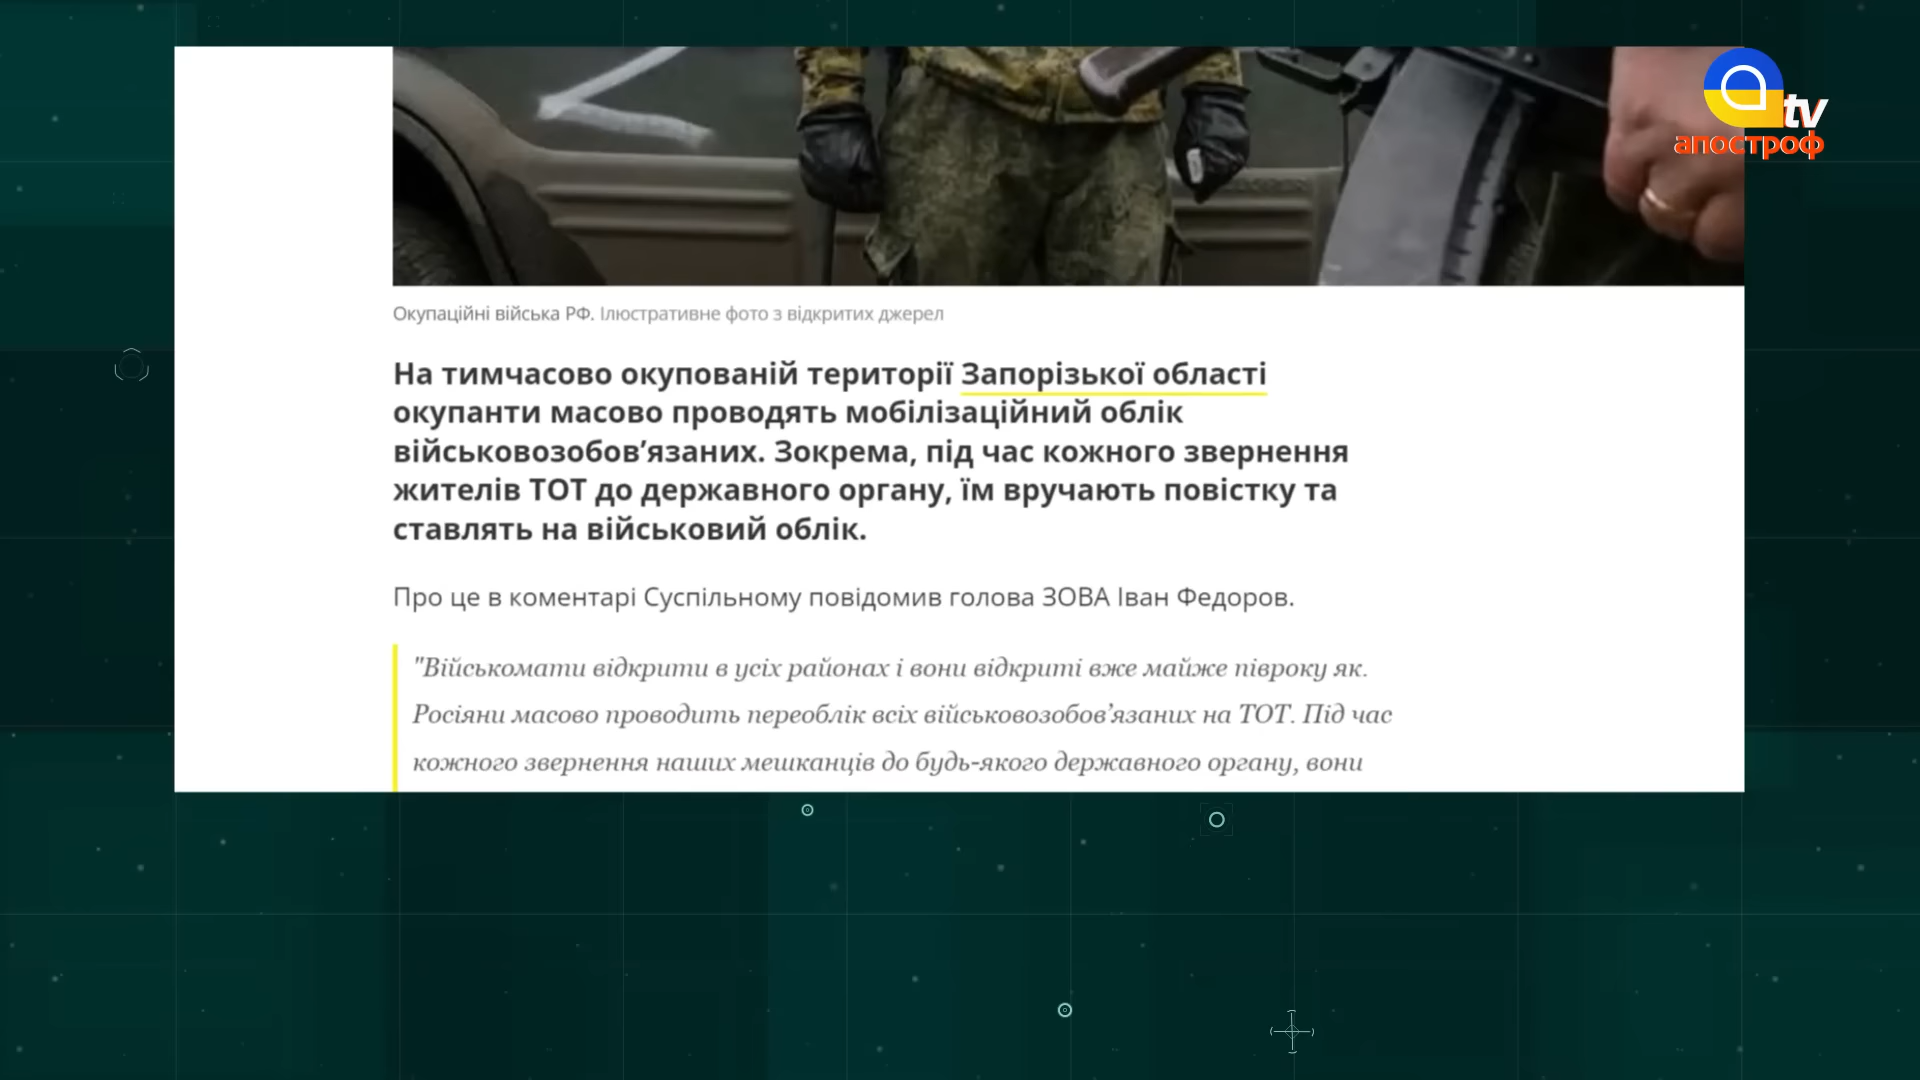 tv
апостроф
Окупаційні війська РФ. Ілюстративне фото з відкритих джерел
На тимчасово окупованій території Запорізької області
окупанти масово проводять мобілізаційний облік
військовозобов’язаних. Зокрема, під час кожного звернення
жителів ТОТ до державного органу, їм вручають повістку та
ставлять на військовий облік.
Про це в коментарі Суспільному повідомив голова ЗОВА Іван Федоров.
"Військомати відкрити в усіх районах і вони відкриті вже майже півроку як.
Росіяни масово проводить переоблік всіх військовозобов’язаних на ТОТ. Під час
кожного звернення наших мешканців до будь-якого державного органу, вони